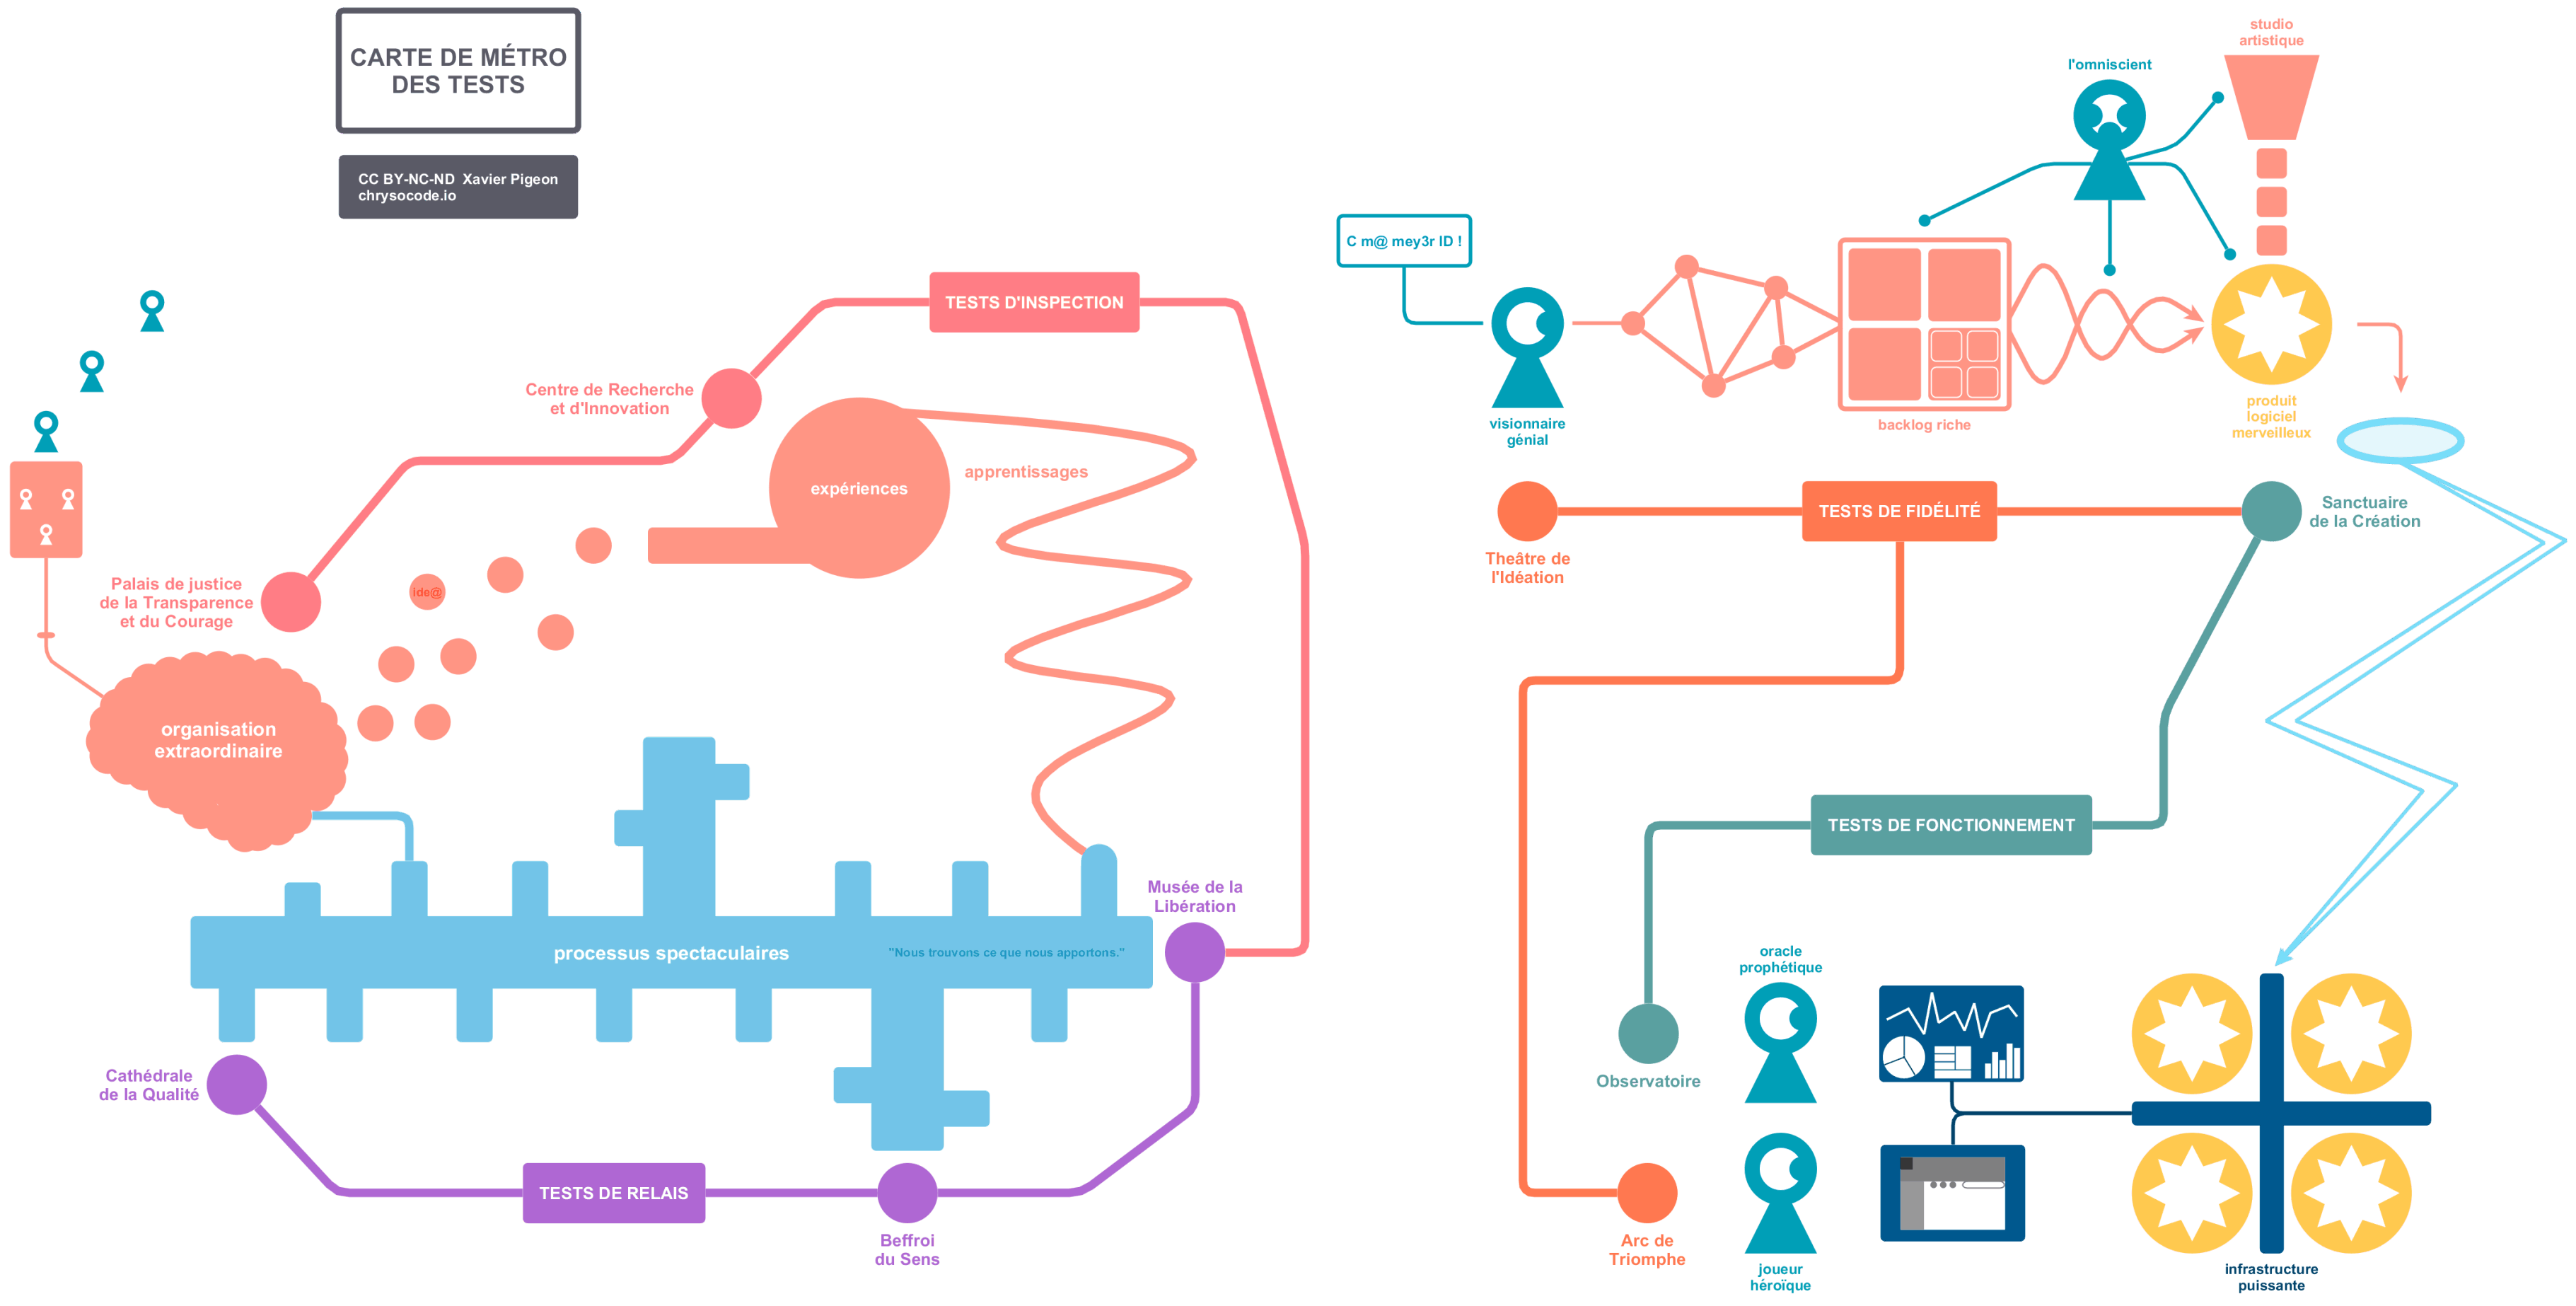 CARTE DE MÉTRO
DES TESTS
CC BY-NC-ND  Xavier Pigeon
chrysocode.io
studio
artistique
l'omniscient
C m@ mey3r ID !
TESTS D'INSPECTION
Centre de Recherche
et d'Innovation
visionnaire
génial
backlog riche
produit
logiciel
merveilleux
apprentissages
expériences
TESTS DE FIDÉLITÉ
Sanctuaire
de la Création
Theâtre de
l'Idéation
Palais de justice
de la Transparence
et du Courage
ide@
organisation
extraordinaire
TESTS DE FONCTIONNEMENT
Musée de la
Libération
processus spectaculaires
"Nous trouvons ce que nous apportons."
oracle
prophétique
Cathédrale
de la Qualité
Observatoire
TESTS DE RELAIS
Beffroi
du Sens
Arc de
Triomphe
joueur
héroïque
infrastructure
puissante